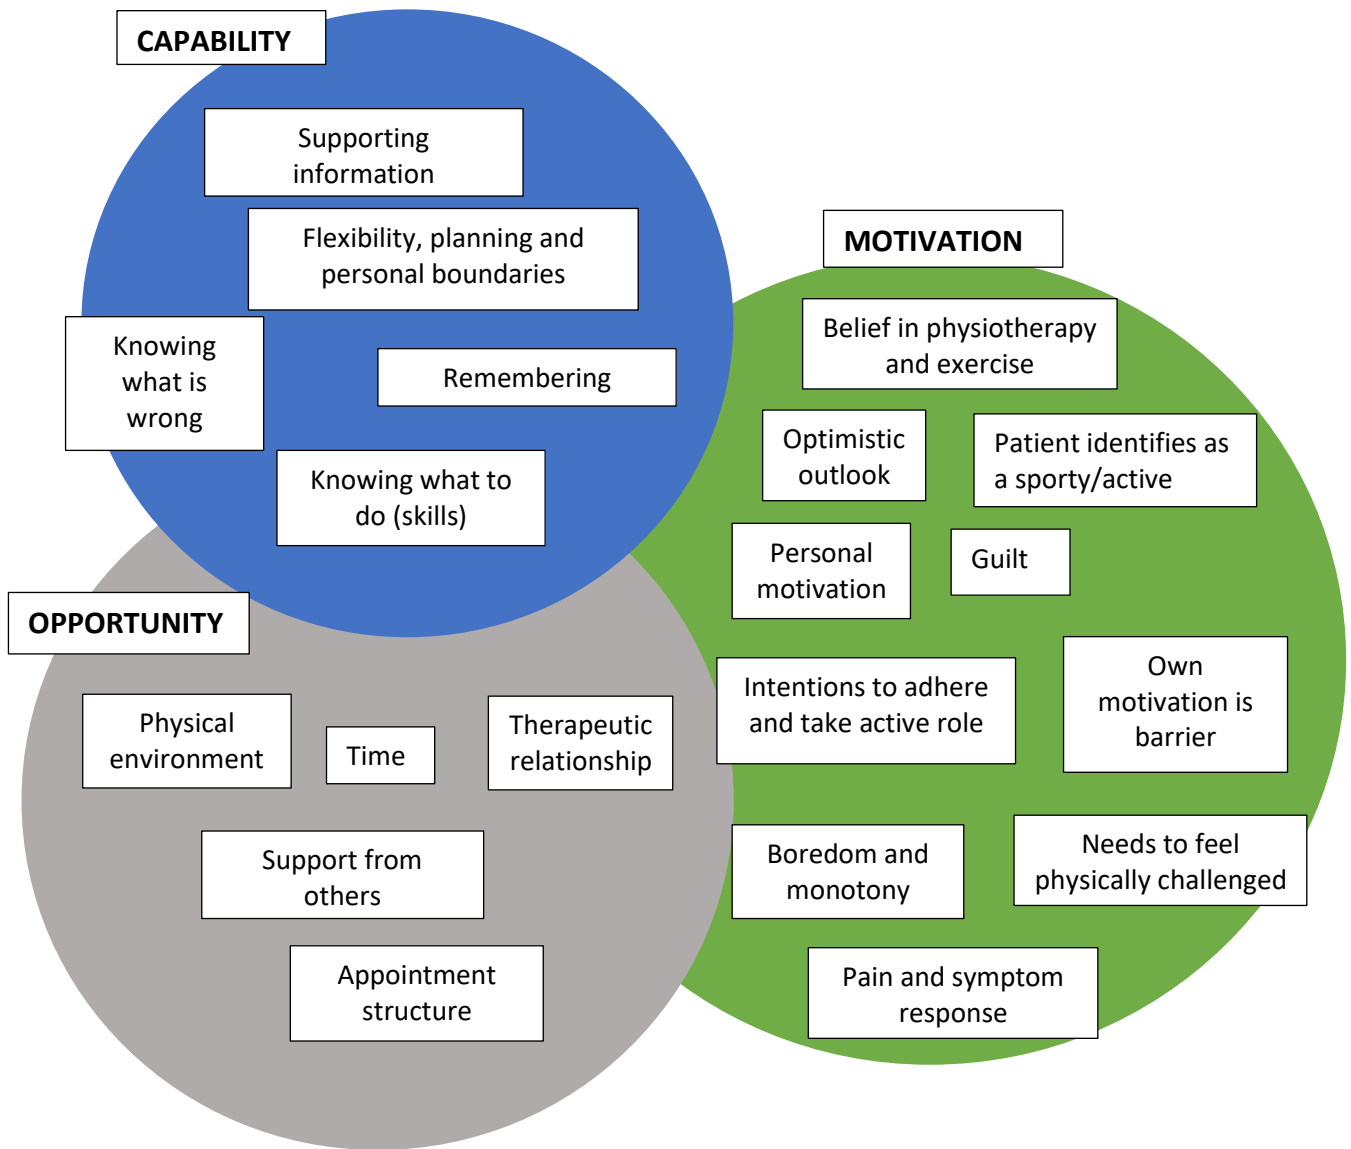 CAPABILITY
Supporting
information
Flexibility, planning and
personal boundaries
Knowing
what is
wrong
Remembering
Knowing what to
do (skills)
MOTIVATION
Belief in physiotherapy
and exercise
Optimistic
outlook
Patient identifies as
a sporty/active
Personal
motivation
Guilt
Intentions to adhere
and take active role
Own
motivation is
barrier
Boredom and
monotony
Needs to feel
physically challenged
Pain and symptom
response
OPPORTUNITY
Physical
environment
Time
Therapeutic
relationship
Support from
others
Appointment
structure